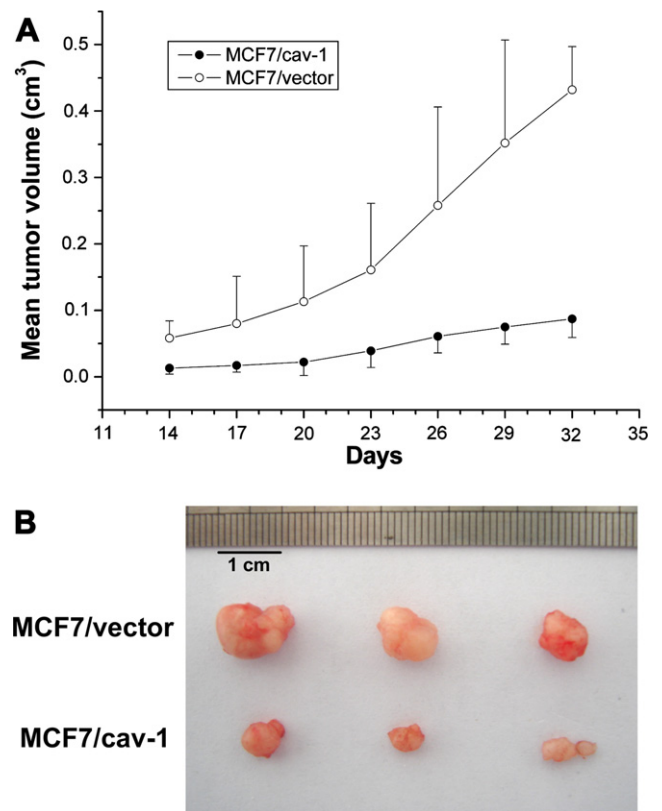 A
MCF7/cav-1
MCF7/vector
Mean tumor volume (cm³)
0.5
0.4
0.3
0.2
0.1
0.0
11 14 17 20 23 26 29 32 35
Days
B
1 cm
MCF7/vector
MCF7/cav-1